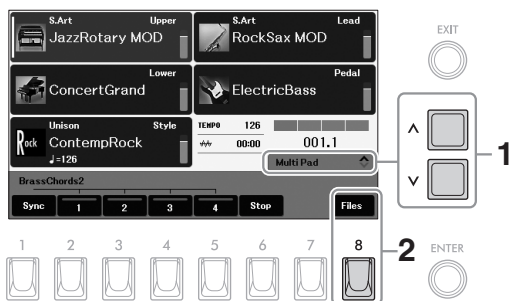 S.Art Upper
JazzRotary MOD
S.Art Lead
RockSax MOD
EXIT
Lower
ConcertGrand
Pedal
ElectricBass
Unison Style
Rock
ContempRock
♩=126
TEMPO 126
00:00 001.1
Multi Pad
1
BrassChords2
Sync 1 2 3 4 Stop Files
1 2 3 4 5 6 7 8
2
ENTER